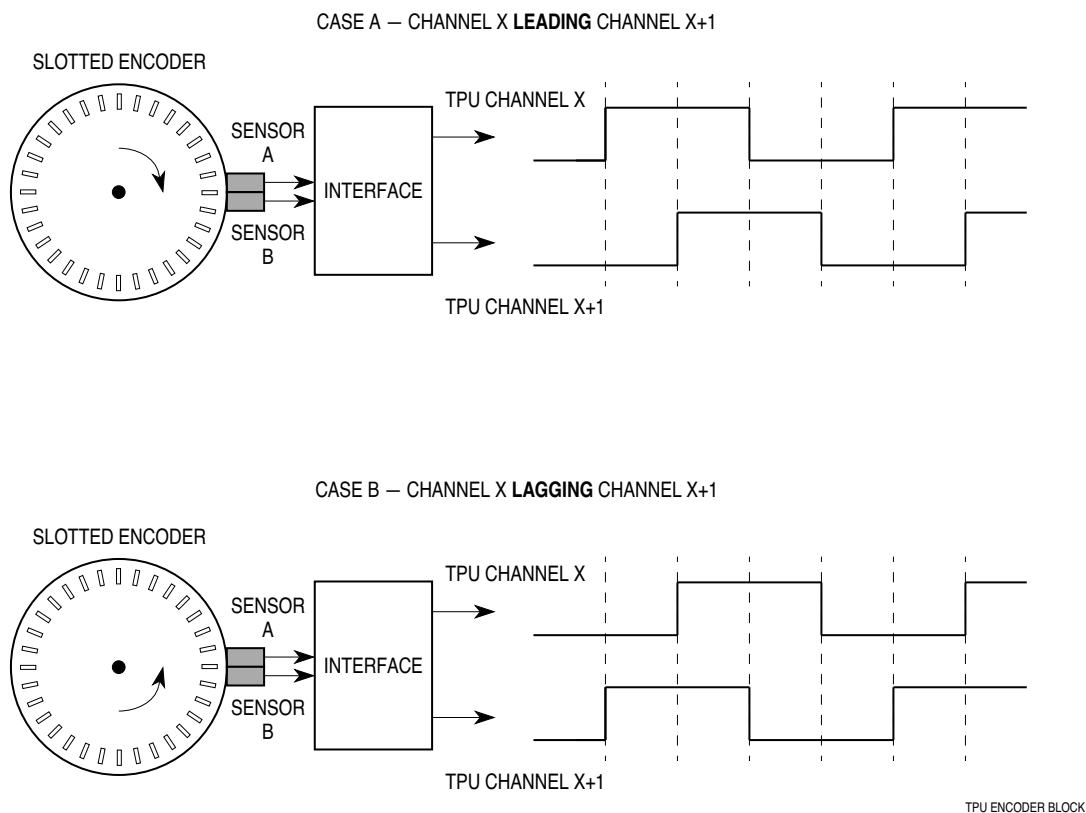 CASE A — CHANNEL X LEADING CHANNEL X+1
SLOTTED ENCODER
TPU CHANNEL X
SENSOR
A
INTERFACE
SENSOR
B
TPU CHANNEL X+1
CASE B — CHANNEL X LAGGING CHANNEL X+1
SLOTTED ENCODER
TPU CHANNEL X
SENSOR
A
INTERFACE
SENSOR
B
TPU CHANNEL X+1
TPU ENCODER BLOCK